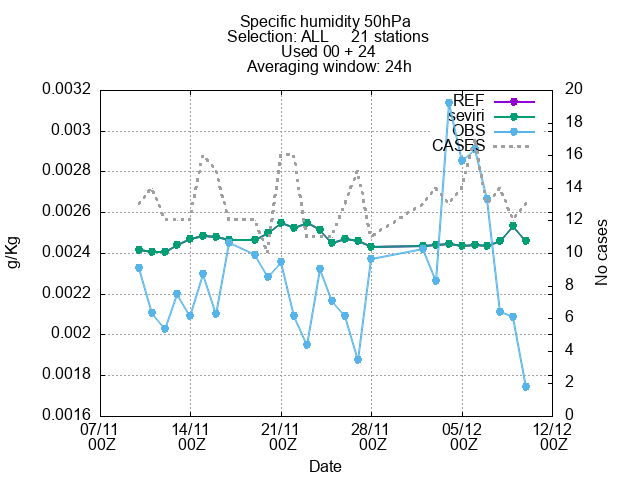 Specific humidity 50hPa
Selection: ALL 21 stations
Used 00 + 24
Averaging window: 24h
0.0032
0.003
0.0028
0.0026
0.0024
0.0022
0.002
0.0018
0.0016
g/Kg
20
18
16
14
12
10
8
6
4
2
0
No cases
REF
seviri
OBS
CASES
07/11 14/11 21/11 28/11 05/12 12/12
00Z 00Z 00Z 00Z 00Z 00Z
Date